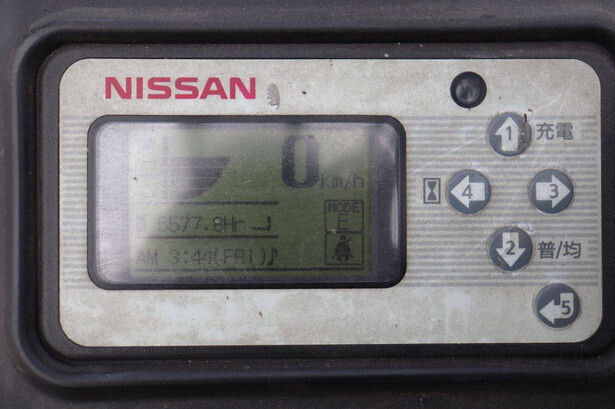 NISSAN
0 km/h
5577.8Hr
MODE
E
AM 3:44(FRI)♪
1 充電
4
3
2 普/均
5